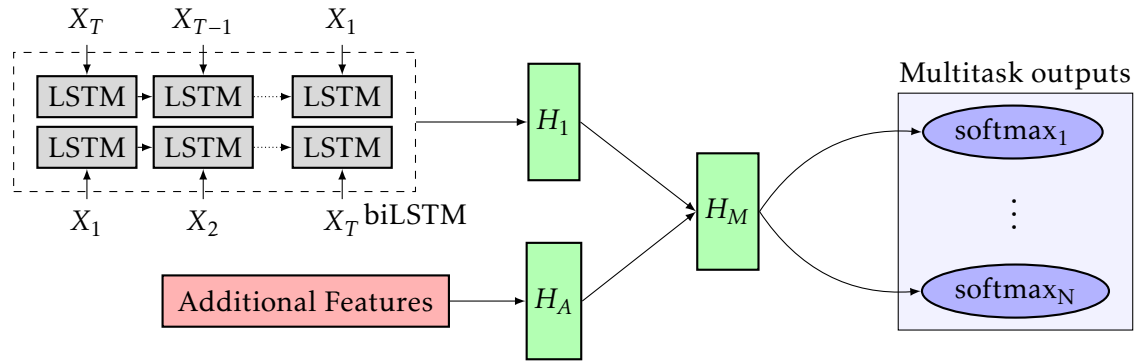 X_T X_{T−1} X_1
LSTM LSTM LSTM
LSTM LSTM LSTM
X_1 X_2 X_T biLSTM
Additional Features
H_1
H_A
H_M
Multitask outputs
softmax_1
⋮
softmax_N